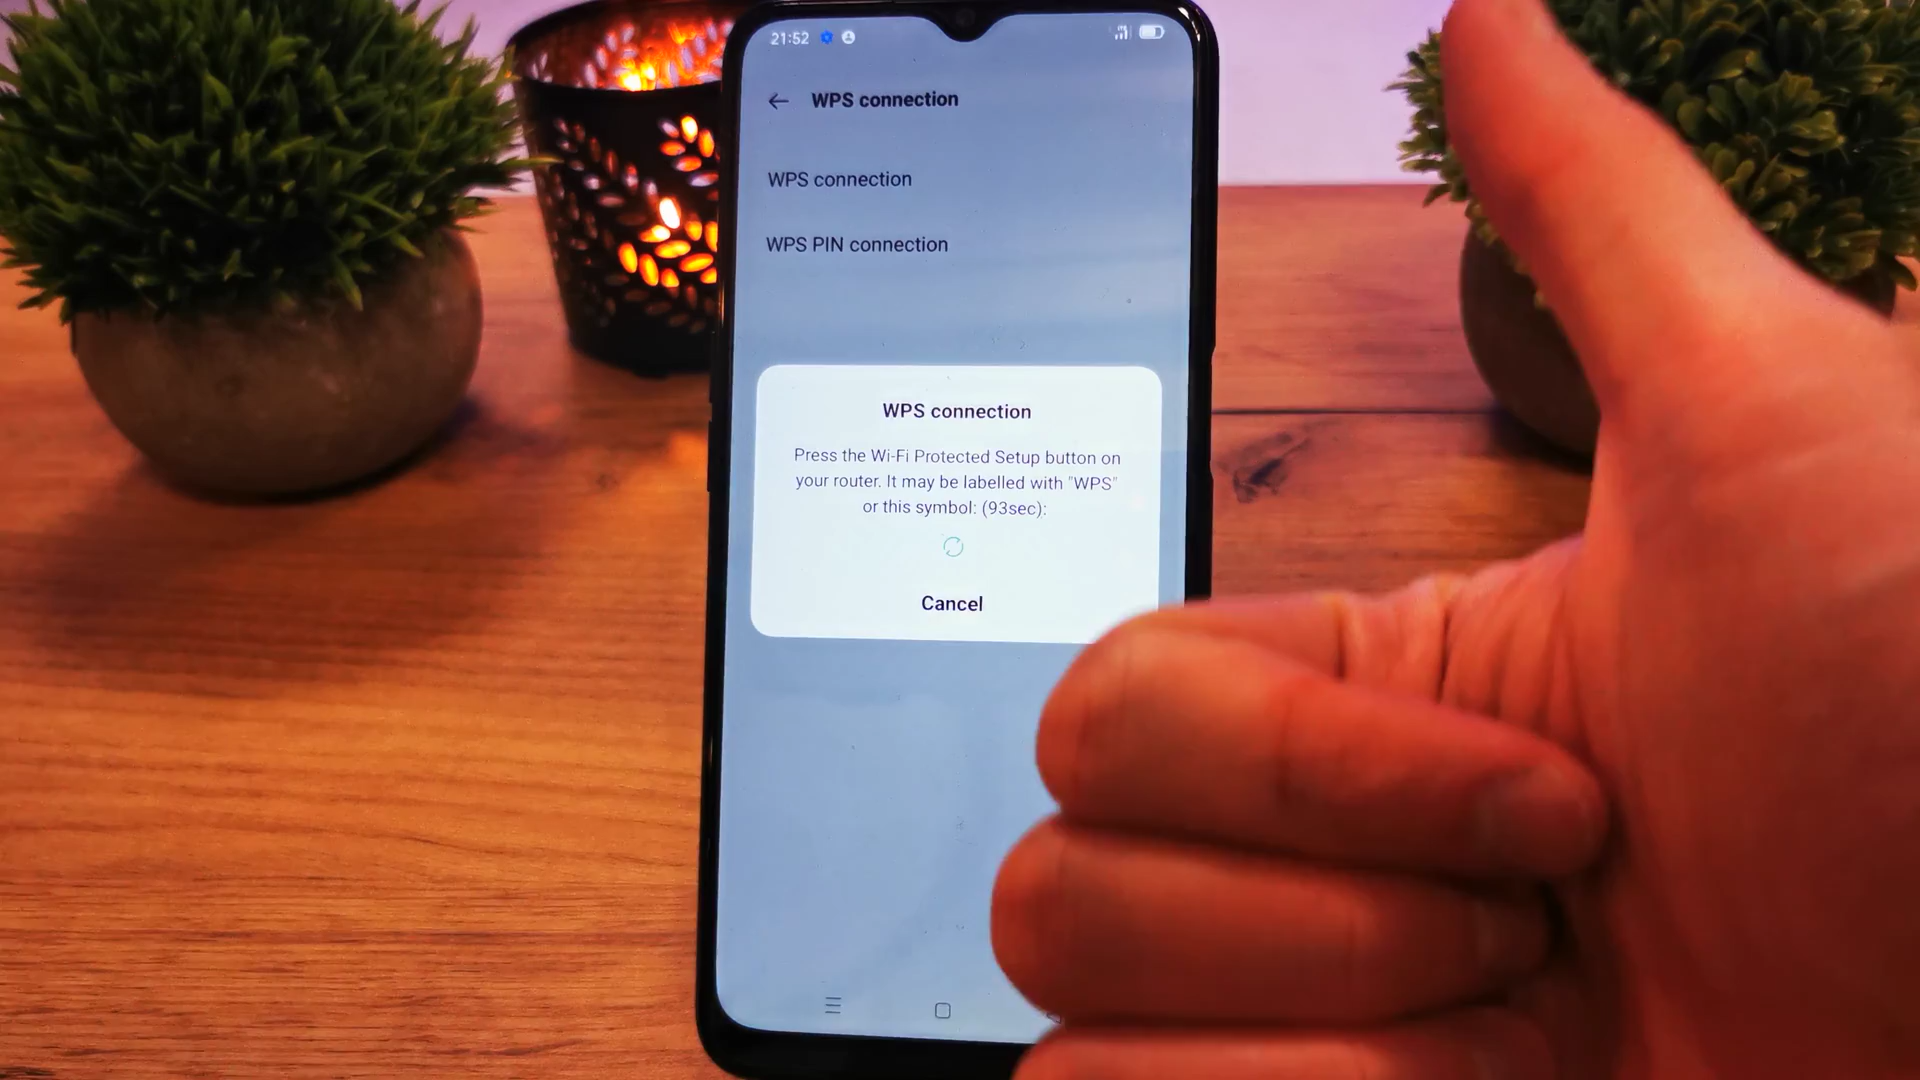 21:52
WPS connection
WPS connection
WPS PIN connection
WPS connection
Press the Wi-Fi Protected Setup button on
your router. It may be labelled with "WPS"
or this symbol: (93sec):
Cancel